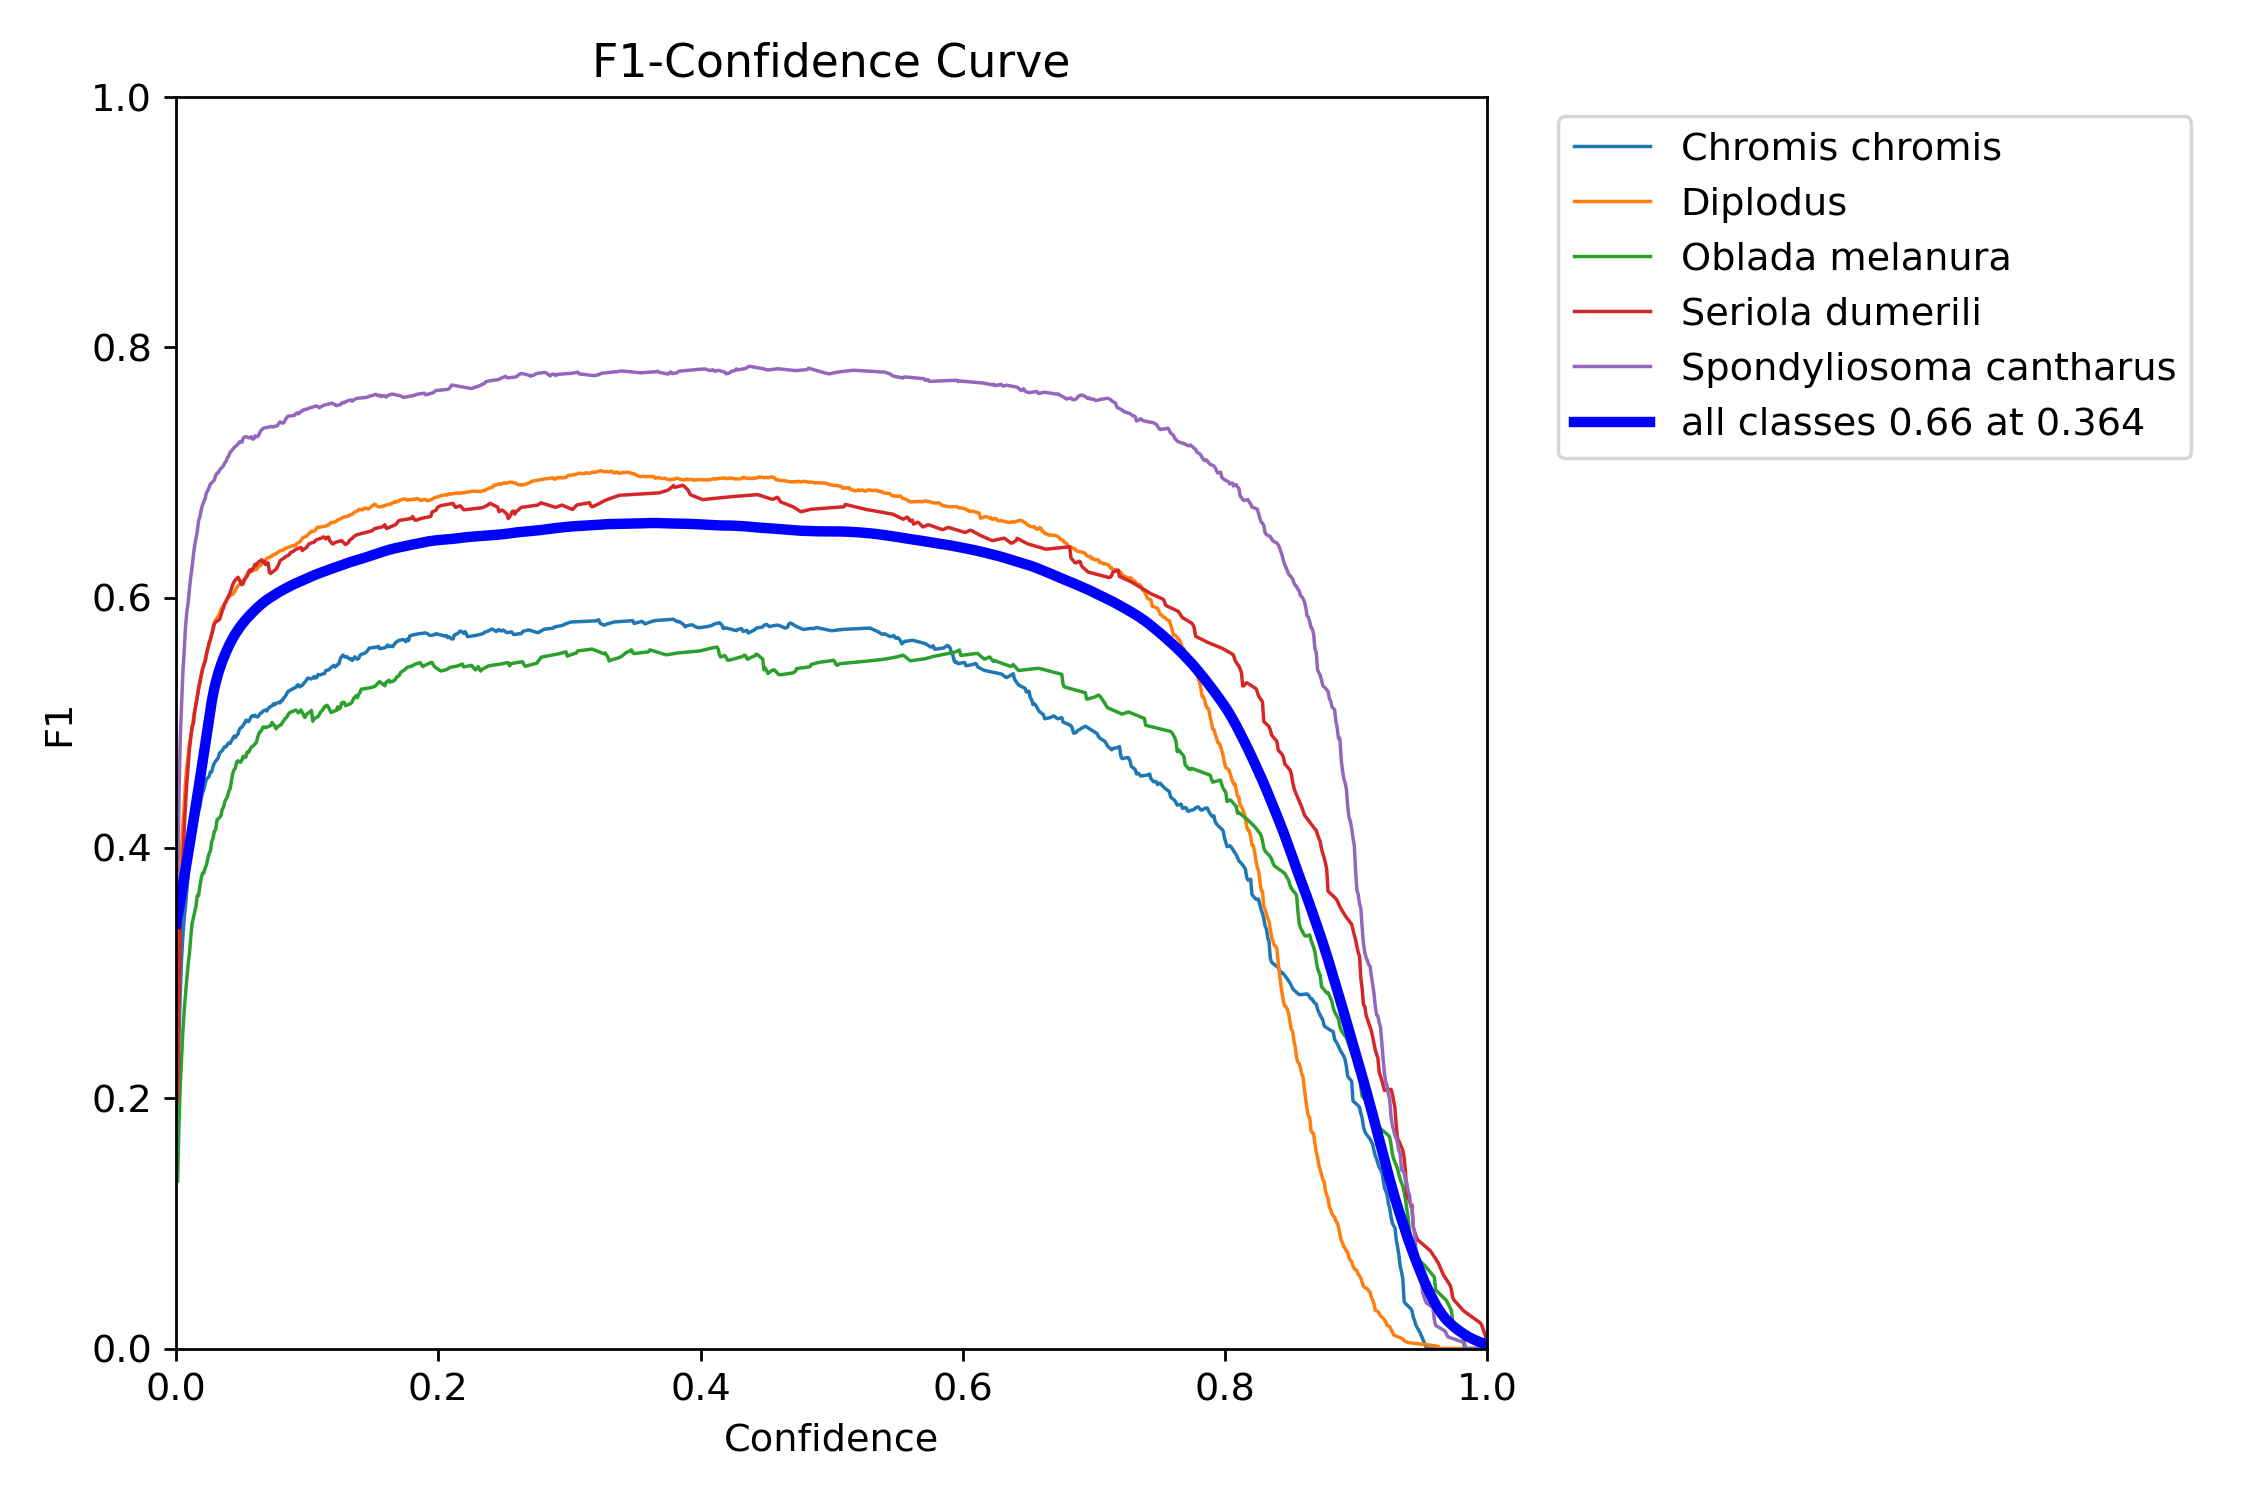 F1-Confidence Curve
1.0
0.8
0.6
0.4
0.2
0.0
F1
0.0 0.2 0.4 0.6 0.8 1.0
Confidence
Chromis chromis
Diplodus
Oblada melanura
Seriola dumerili
Spondyliosoma cantharus
all classes 0.66 at 0.364